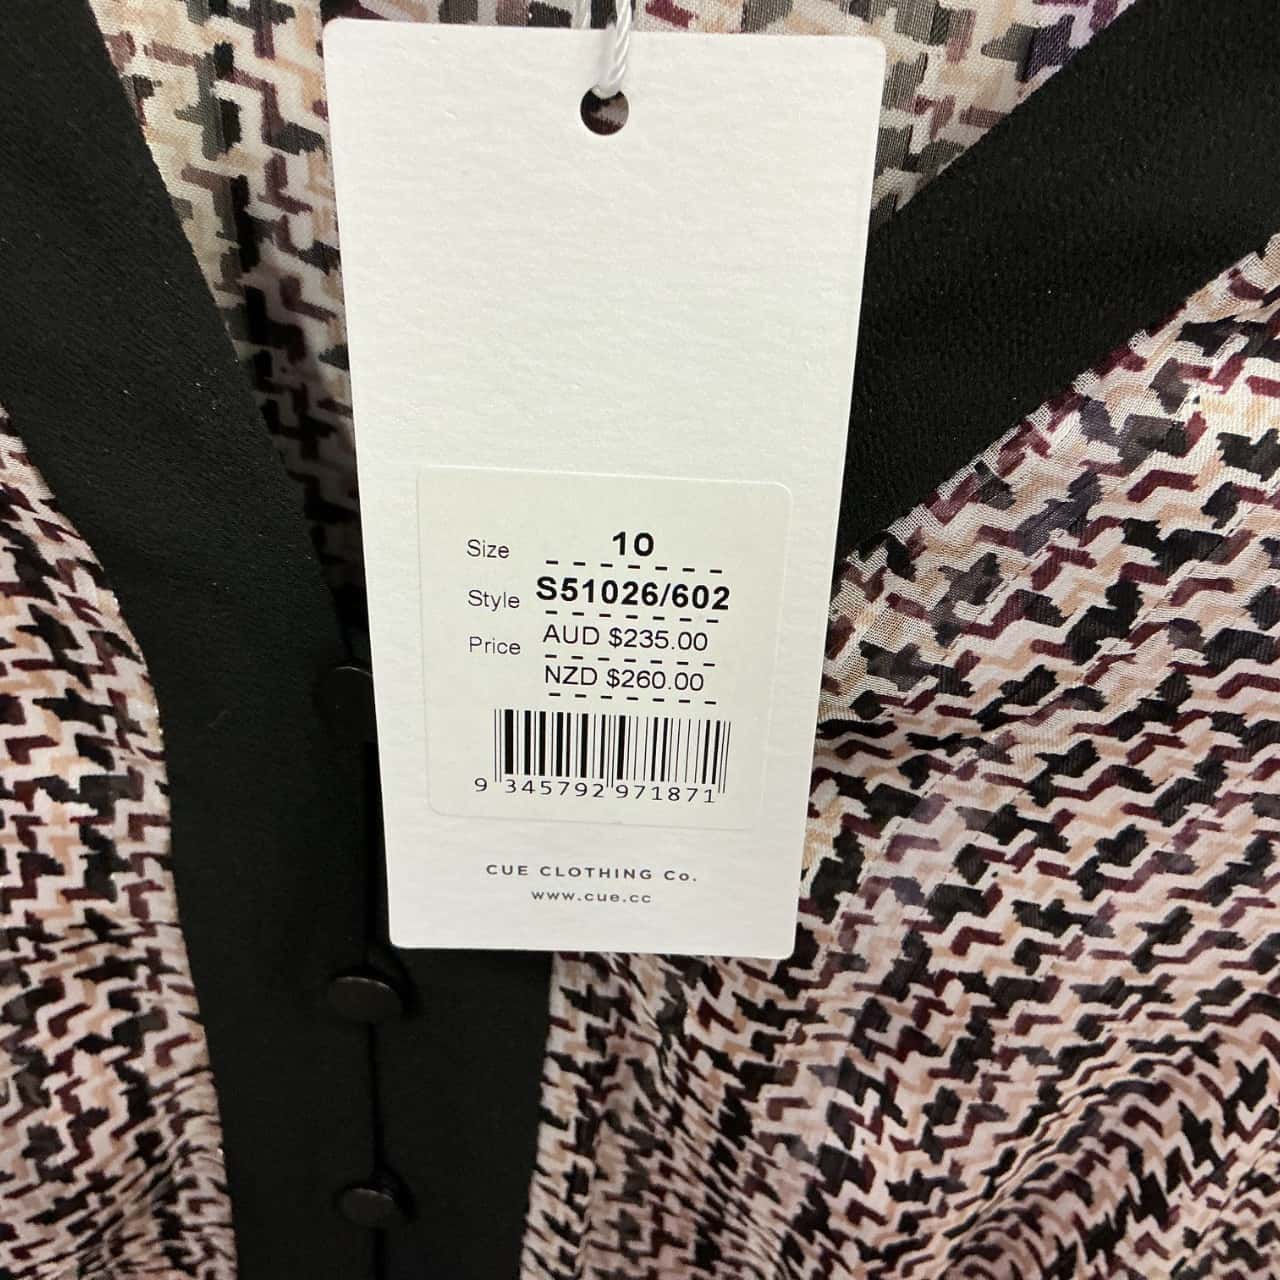 Size 10
Style S51026/602
Price AUD $235.00
NZD $260.00
9 345792 971871
CUE CLOTHING Co.
www.cue.cc